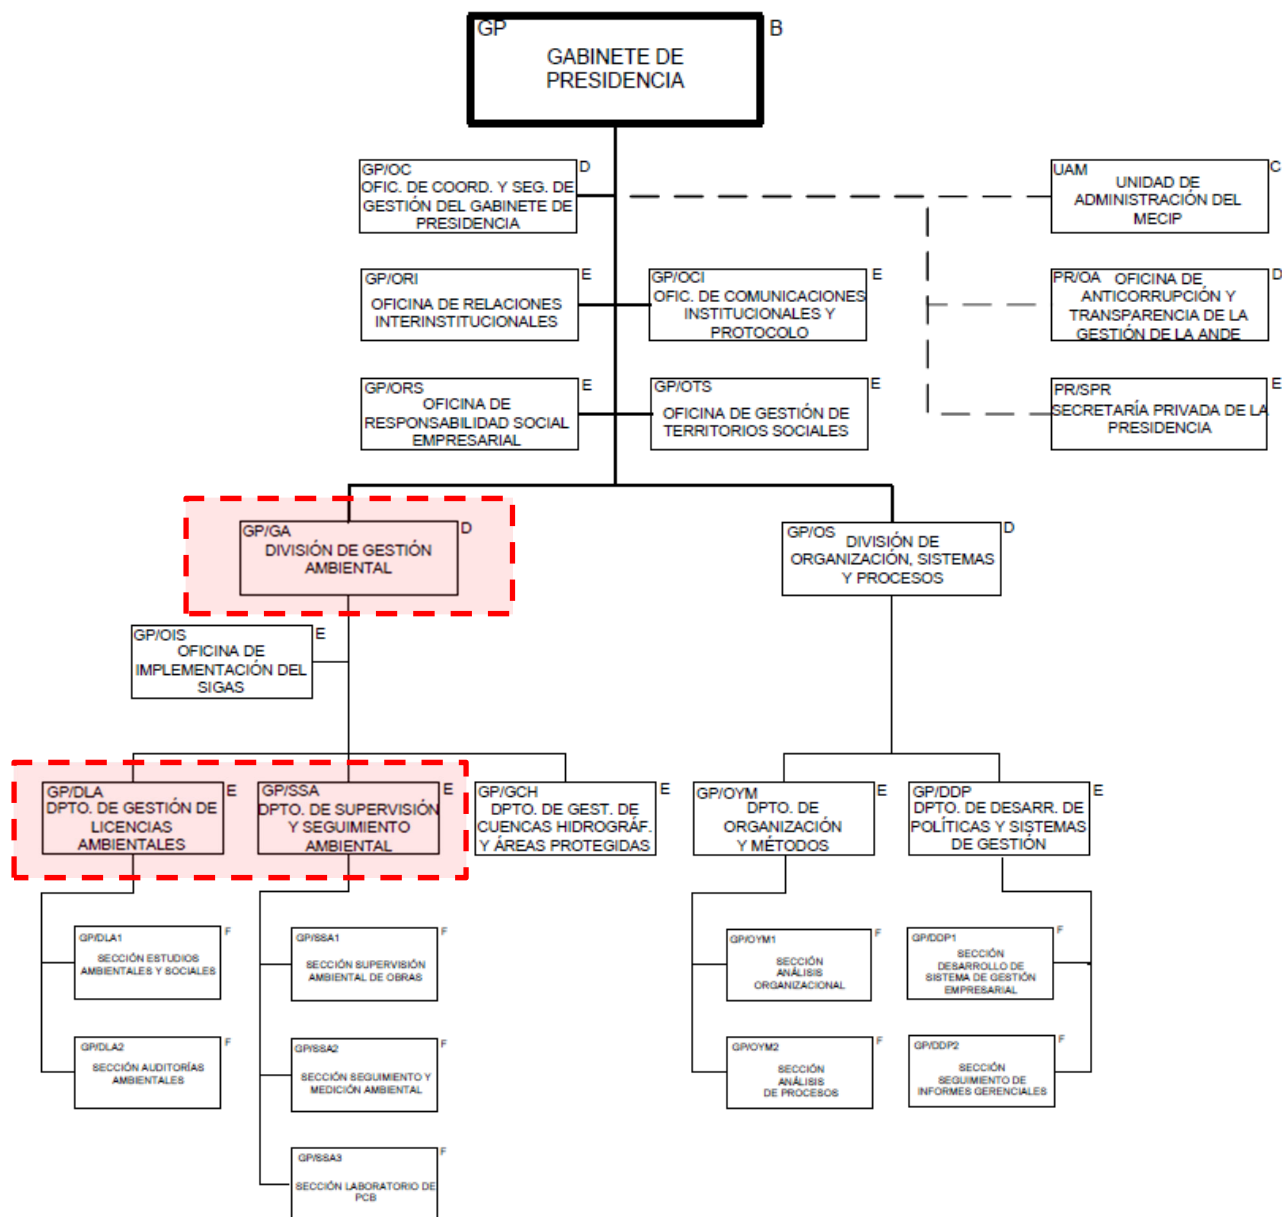 GP
B
GABINETE DE
PRESIDENCIA
GP/OC
D
OFIC. DE COORD. Y SEG. DE
GESTIÓN DEL GABINETE DE
PRESIDENCIA
UAM
C
UNIDAD DE
ADMINISTRACIÓN DEL
MECIP
GP/ORI
E
OFICINA DE RELACIONES
INTERINSTITUCIONALES
GP/OCI
E
OFIC. DE COMUNICACIONES
INSTITUCIONALES Y
PROTOCOLO
PR/OA OFICINA DE
D
ANTICORRUPCIÓN Y
TRANSPARENCIA DE LA
GESTIÓN DE LA ANDE
GP/ORS
E
OFICINA DE
RESPONSABILIDAD SOCIAL
EMPRESARIAL
GP/OTS
E
OFICINA DE GESTIÓN DE
TERRITORIOS SOCIALES
PR/SPR
E
SECRETARÍA PRIVADA DE LA
PRESIDENCIA
GP/GA
D
DIVISIÓN DE GESTIÓN
AMBIENTAL
GP/OS
D
DIVISIÓN DE
ORGANIZACIÓN, SISTEMAS
Y PROCESOS
GP/OIS
E
OFICINA DE
IMPLEMENTACIÓN DEL
SIGAS
GP/DLA
E
DPTO. DE GESTIÓN DE
LICENCIAS
AMBIENTALES
GP/SSA
E
DPTO. DE SUPERVISIÓN
Y SEGUIMIENTO
AMBIENTAL
GP/GCH
E
DPTO. DE GEST. DE
CUENCAS HIDROGRÁF.
Y ÁREAS PROTEGIDAS
GP/OYM
E
DPTO. DE
ORGANIZACIÓN
Y MÉTODOS
GP/DDP
E
DPTO. DE DESARR. DE
POLÍTICAS Y SISTEMAS
DE GESTIÓN
GP/DLA1
F
SECCIÓN ESTUDIOS
AMBIENTALES Y SOCIALES
GP/SSA1
F
SECCIÓN SUPERVISIÓN
AMBIENTAL DE OBRAS
GP/OYM1
F
SECCIÓN
ANÁLISIS
ORGANIZACIONAL
GP/DDP1
F
SECCIÓN
DESARROLLO DE
SISTEMA DE GESTIÓN
EMPRESARIAL
GP/DLA2
F
SECCIÓN AUDITORÍAS
AMBIENTALES
GP/SSA2
F
SECCIÓN SEGUIMIENTO Y
MEDICIÓN AMBIENTAL
GP/OYM2
F
SECCIÓN
ANÁLISIS
DE PROCESOS
GP/DDP2
F
SECCIÓN
SEGUIMIENTO DE
INFORMES GERENCIALES
GP/SSA3
F
SECCIÓN LABORATORIO DE
PCB